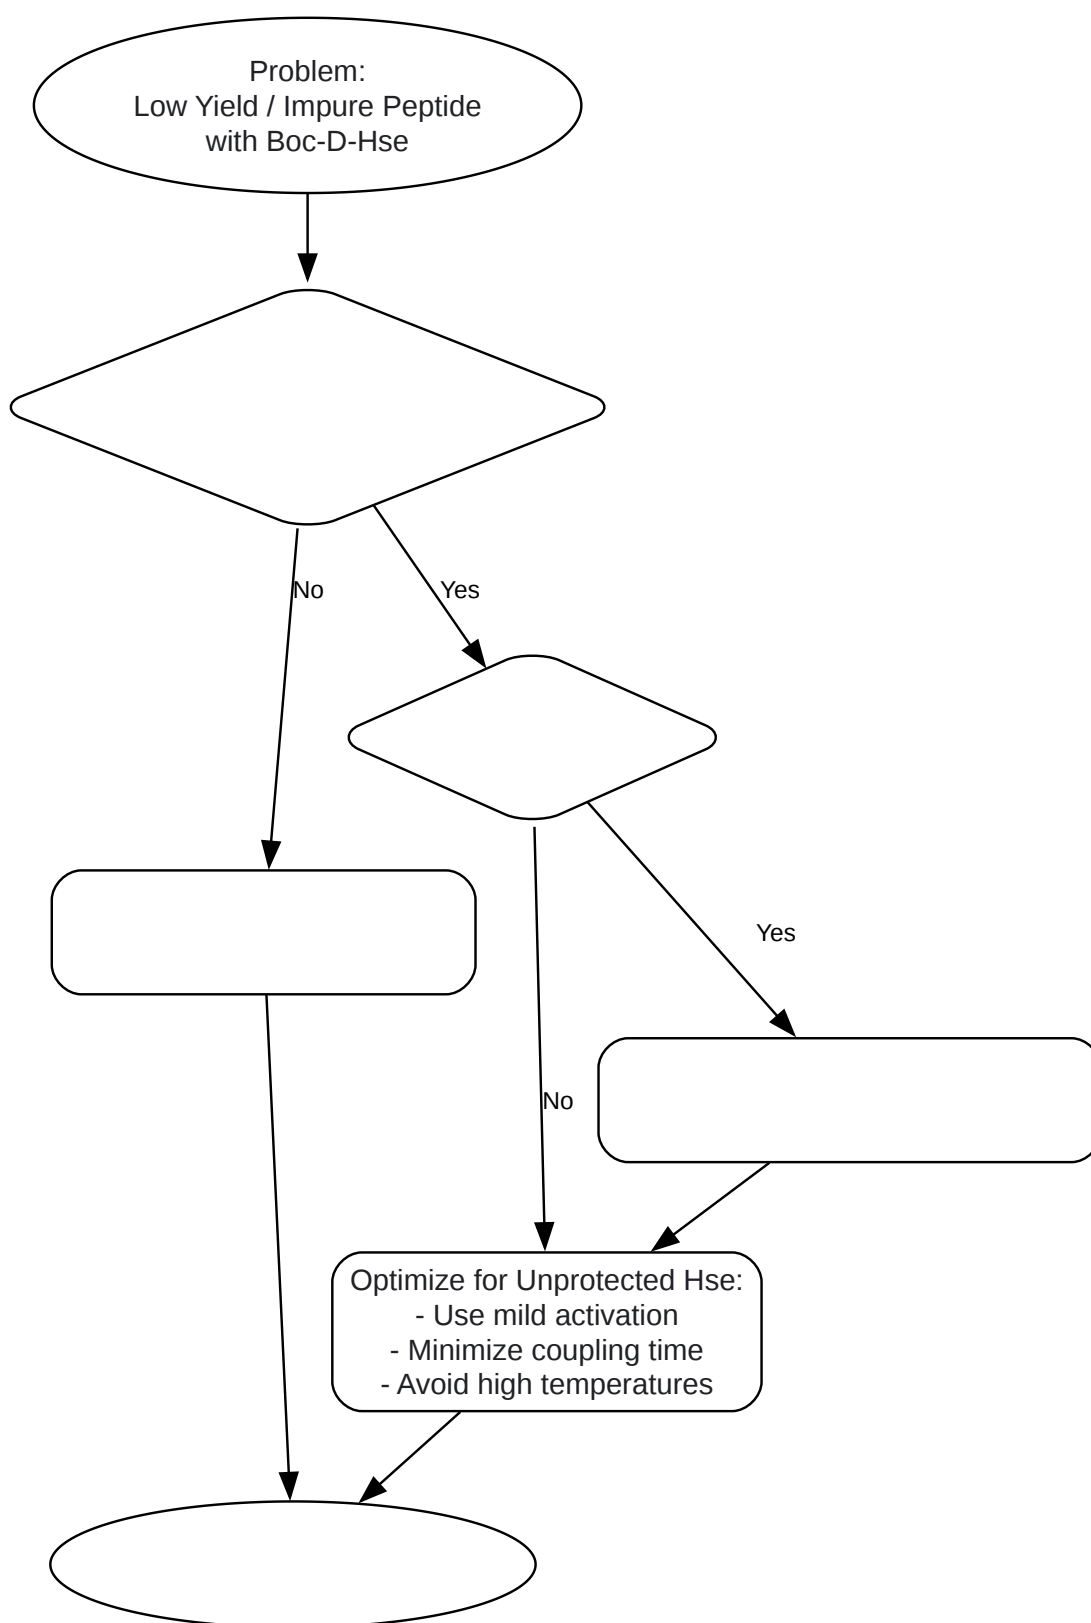 Problem:
Low Yield / Impure Peptide
with Boc-D-Hse
No
Yes
Yes
No
Optimize for Unprotected Hse:
- Use mild activation
- Minimize coupling time
- Avoid high temperatures